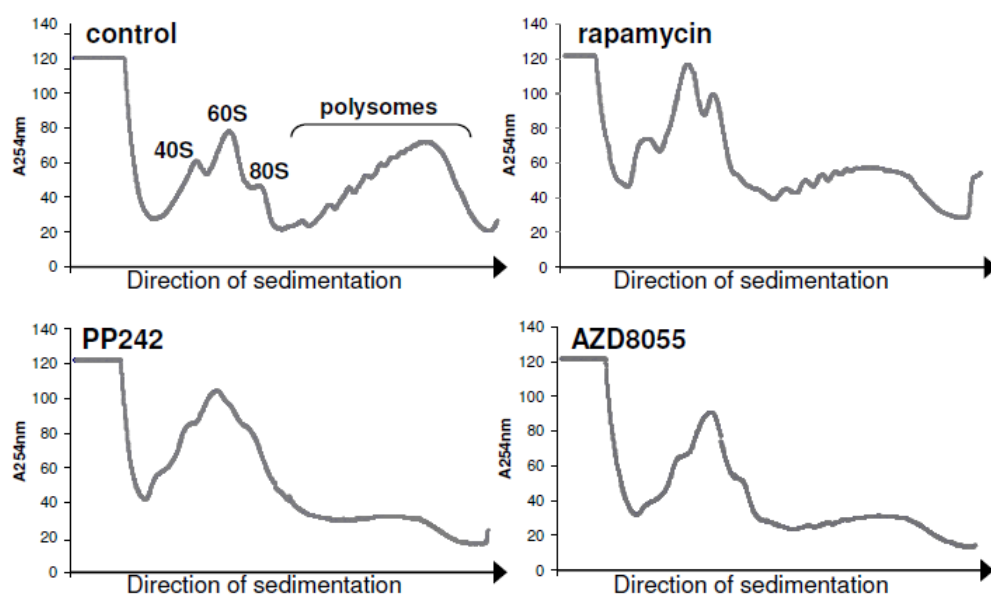 control
140
120
100
80
60
40
20
0
A254nm
40S
60S
80S
polysomes
Direction of sedimentation
rapamycin
140
120
100
80
60
40
20
0
A254nm
Direction of sedimentation
PP242
140
120
100
80
60
40
20
0
A254nm
Direction of sedimentation
AZD8055
140
120
100
80
60
40
20
0
A254nm
Direction of sedimentation